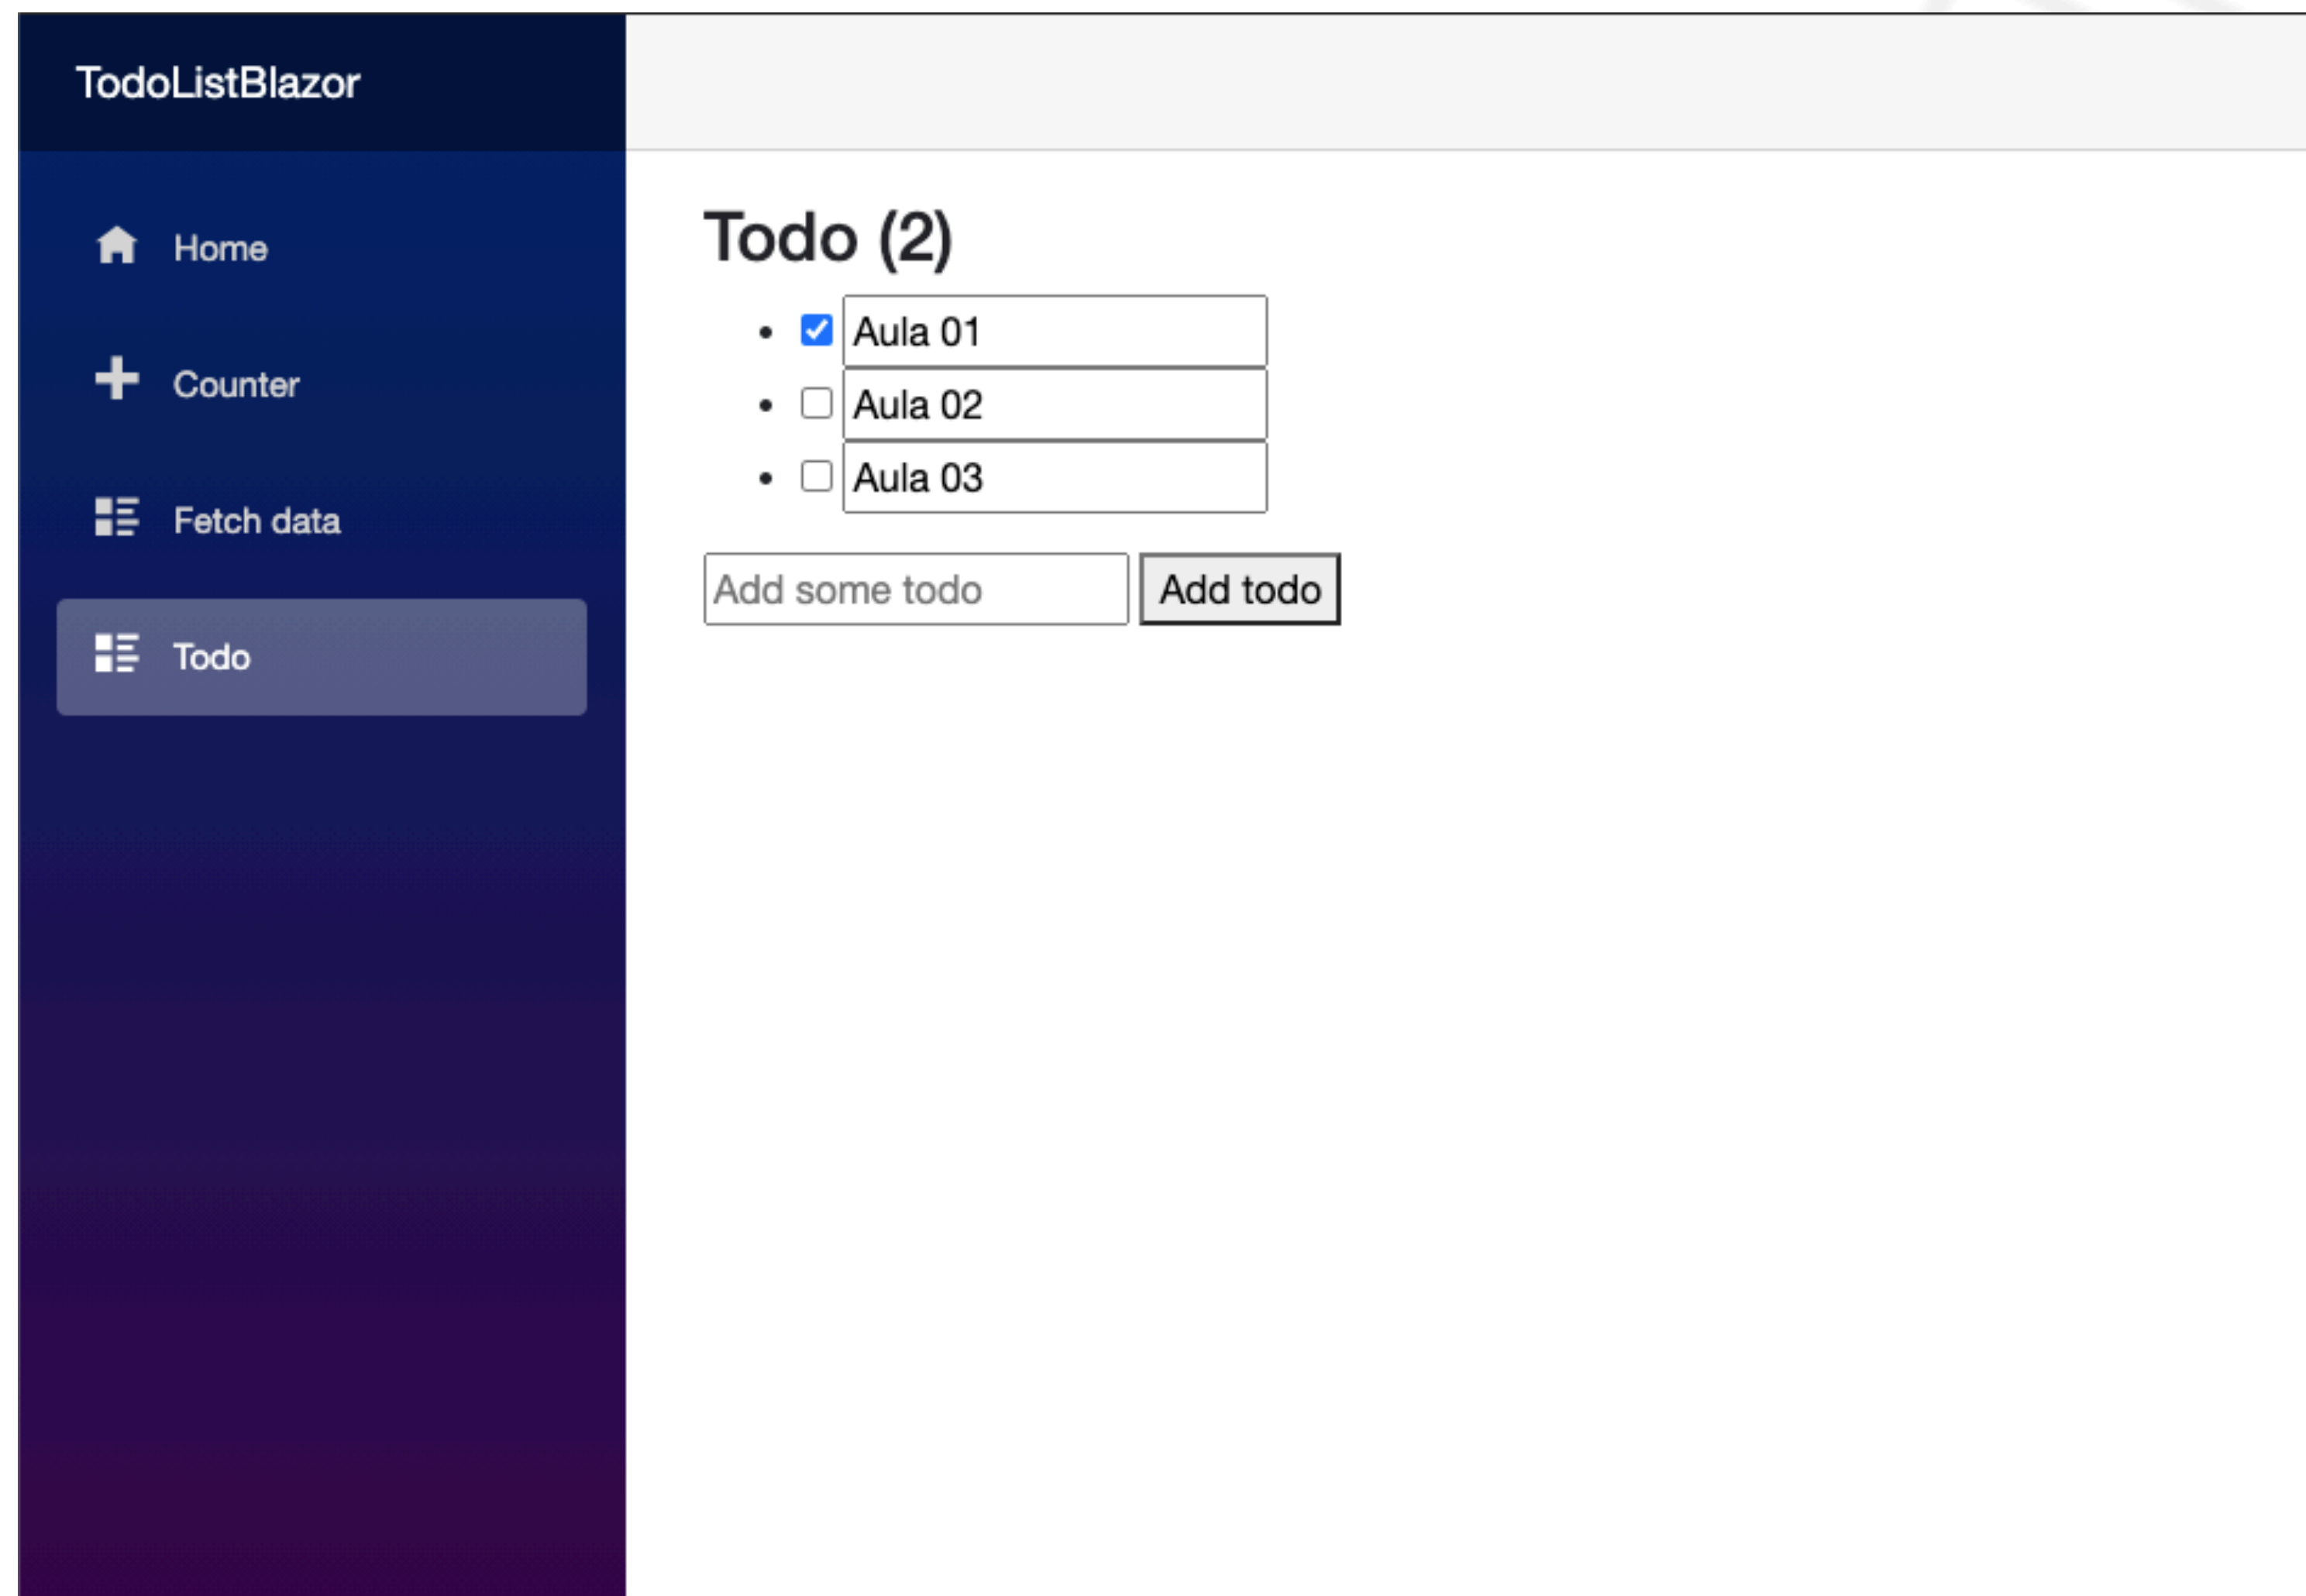 TodoListBlazor
Home
Counter
Fetch data
Todo
Todo (2)
Aula 01
Aula 02
Aula 03
Add some todo Add todo